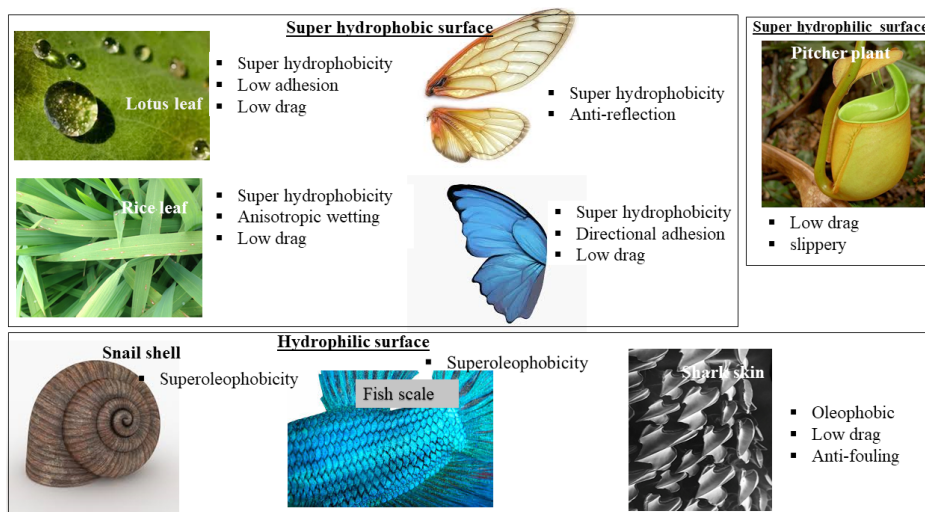 Super hydrophobic surface
Lotus leaf
▪ Super hydrophobicity
▪ Low adhesion
▪ Low drag
▪ Super hydrophobicity
▪ Anti-reflection
Rice leaf
▪ Super hydrophobicity
▪ Anisotropic wetting
▪ Low drag
▪ Super hydrophobicity
▪ Directional adhesion
▪ Low drag
Super hydrophilic surface
Pitcher plant
▪ Low drag
▪ slippery
Hydrophilic surface
Snail shell
▪ Superoleophobicity
▪ Superoleophobicity
Fish scale
Shark skin
▪ Oleophobic
▪ Low drag
▪ Anti-fouling